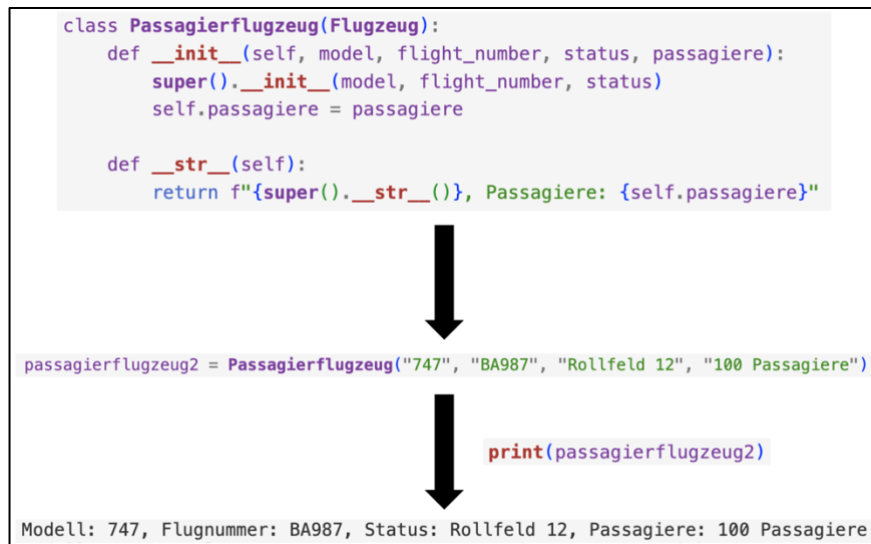 class Passagierflugzeug(Flugzeug):
    def __init__(self, model, flight_number, status, passagiere):
        super().__init__(model, flight_number, status)
        self.passagiere = passagiere
    def __str__(self):
        return f"{super().__str__()}, Passagiere: {self.passagiere}"
passagierflugzeug2 = Passagierflugzeug("747", "BA987", "Rollfeld 12", "100 Passagiere")
print(passagierflugzeug2)
Modell: 747, Flugnummer: BA987, Status: Rollfeld 12, Passagiere: 100 Passagiere